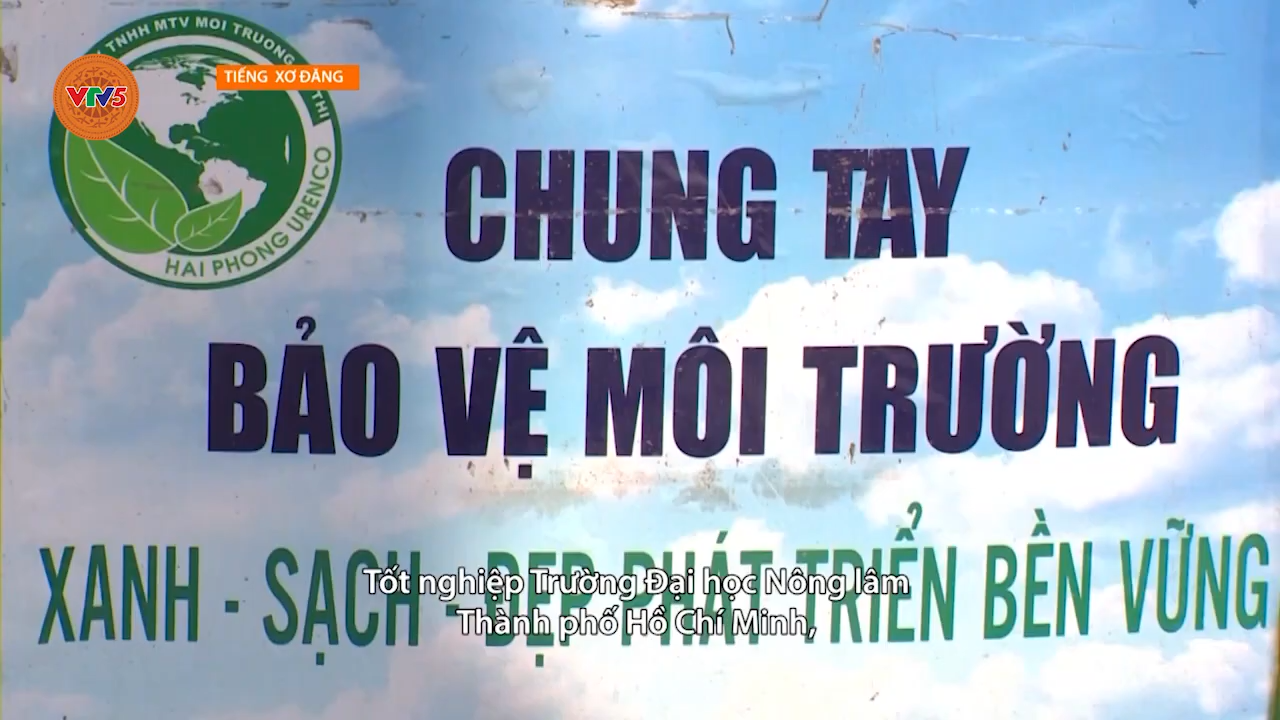 TNHH MTV MOI TRUONG
THI
VTV5
TIẾNG XƠ ĐĂNG
HAI PHONG URENCO
CHUNG TAY
BẢO VỆ MÔI TRƯỜNG
XANH - SẠCH - ĐẸP PHÁT TRIỂN BỀN VỮNG
Tốt nghiệp Trường Đại học Nông lâm
Thành phố Hồ Chí Minh,